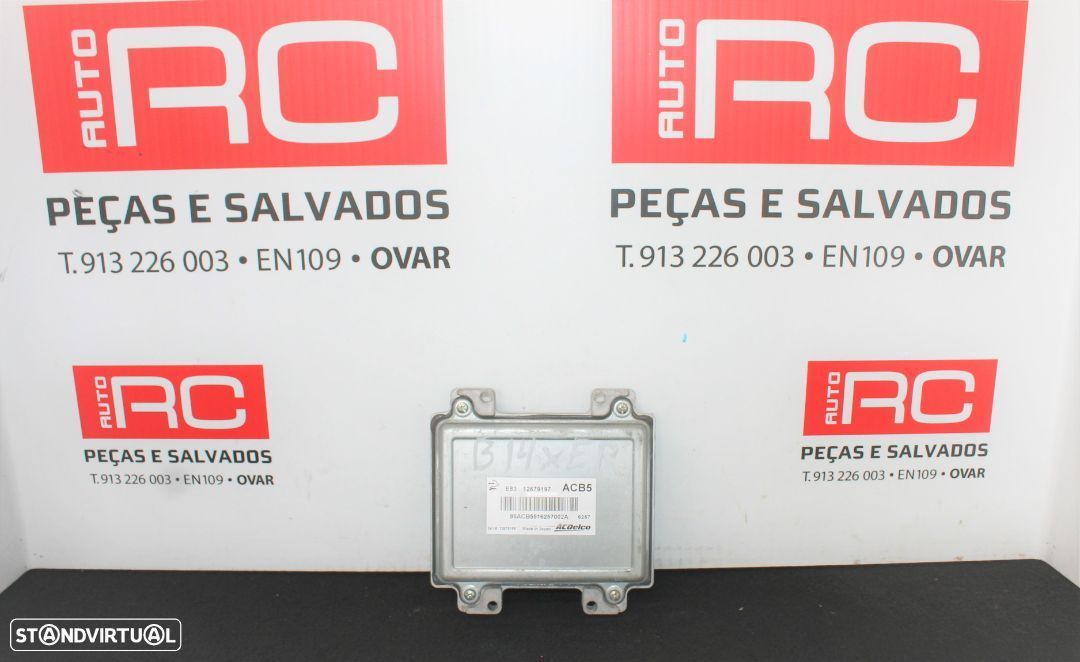 AUTO RC
PEÇAS E SALVADOS
T. 913 226 003 • EN109 • OVAR
AUTO RC
PEÇAS E SALVADOS
T. 913 226 003 • EN109 • OVAR
AUTO RC
PEÇAS E SALVADOS
T. 913 226 003 • EN109 • OVAR
AUTO RC
PEÇAS E SALVADOS
T. 913 226 003 • EN109 • OVAR
B14XER
E83 12679197 ACB5
85ACB5516257002A 6257
ACDelco
STANDVIRTUAL